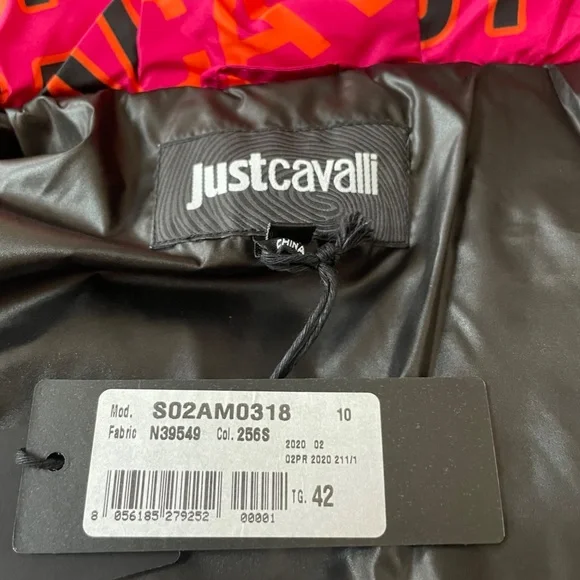 justcavalli
CHINA
Mod. S02AM0318 10
Fabric N39549 Col. 256S
2020 02
02PR 2020 211/1
TG. 42
8 056185 279252 00001